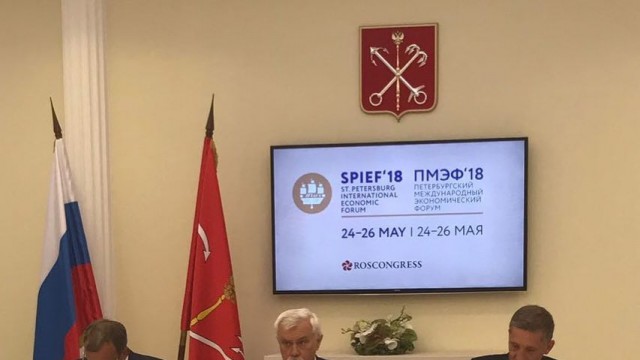 SPIEF'18
ST. PETERSBURG
INTERNATIONAL
ECONOMIC
FORUM
ПМЭФ'18
ПЕТЕРБУРГСКИЙ
МЕЖДУНАРОДНЫЙ
ЭКОНОМИЧЕСКИЙ
ФОРУМ
24–26 MAY | 24–26 МАЯ
ROSCONGRESS